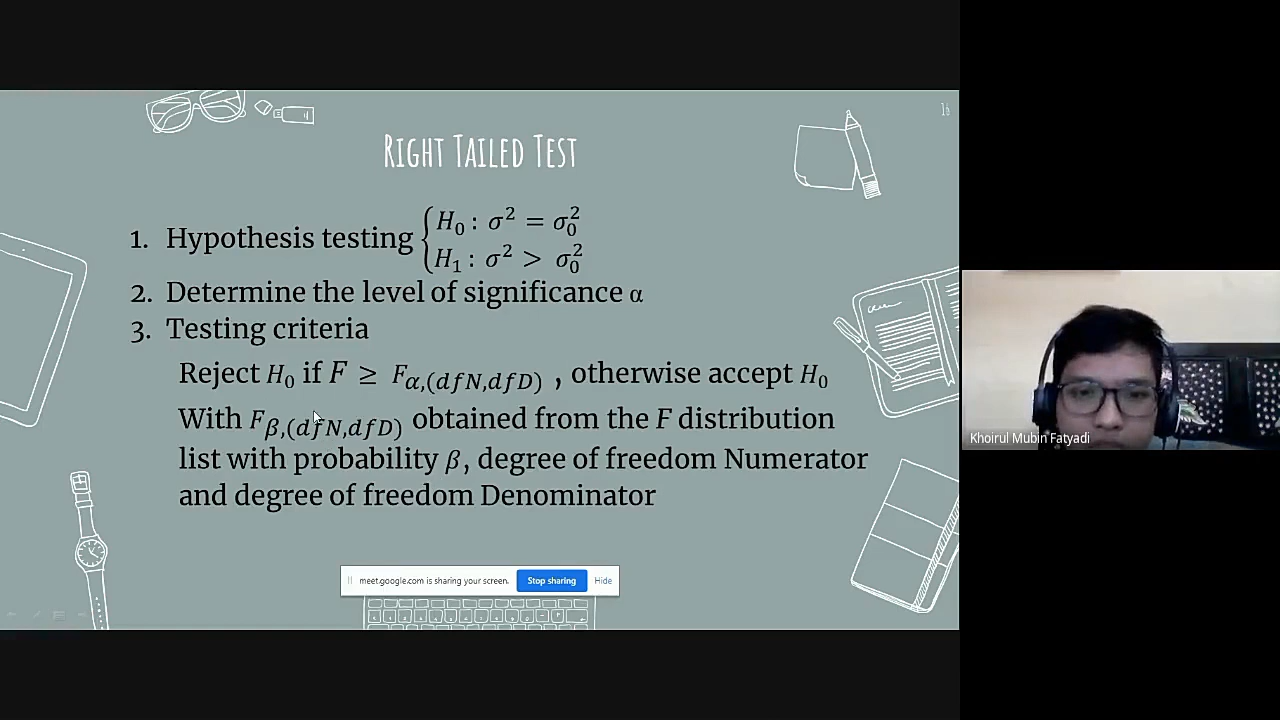 RIGHT TAILED TEST
1. Hypothesis testing { H₀ : σ² = σ₀²
H₁ : σ² > σ₀²
2. Determine the level of significance α
3. Testing criteria
Reject H₀ if F ≥ F_{α,(dfN,dfD)} , otherwise accept H₀
With F_{β,(dfN,dfD)} obtained from the F distribution
list with probability β, degree of freedom Numerator
and degree of freedom Denominator
meet.google.com is sharing your screen. Stop sharing Hide
Khoirul Mubin Fatyadi